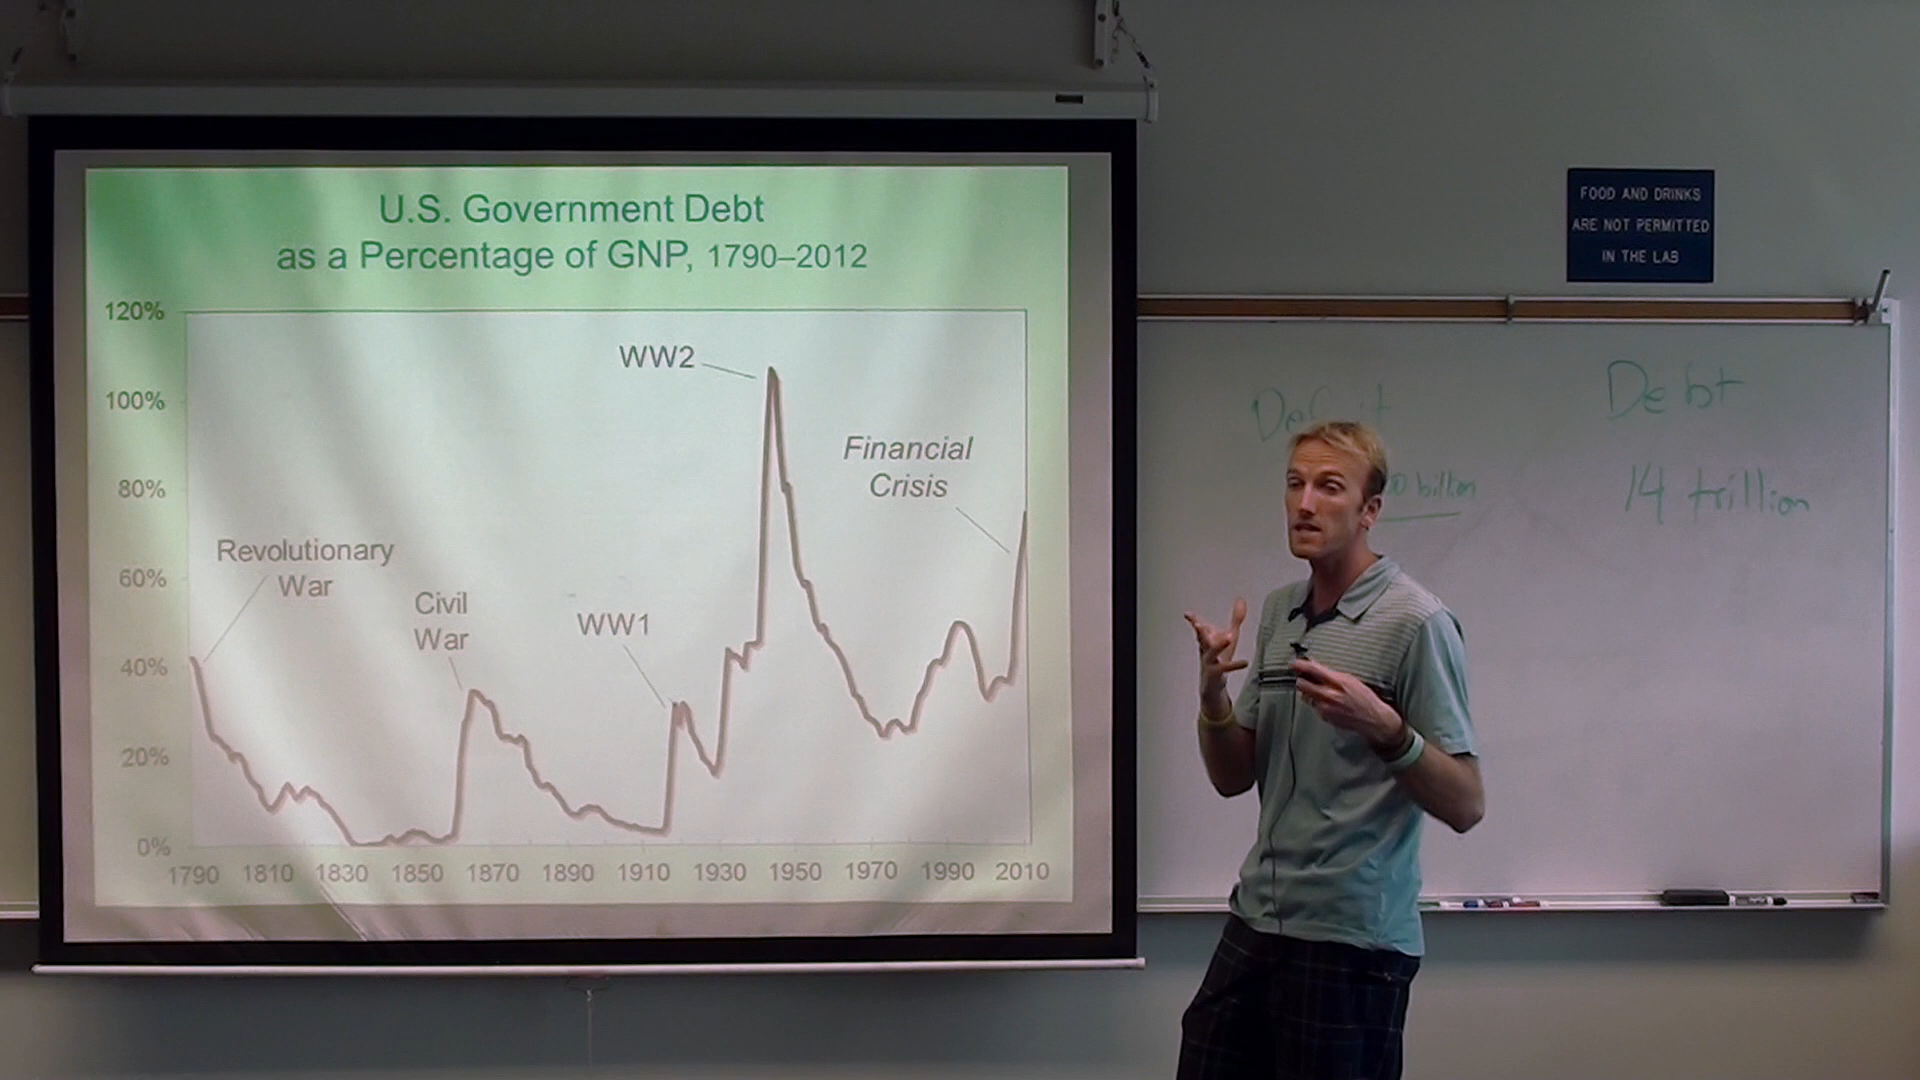 U.S. Government Debt
as a Percentage of GNP, 1790–2012
120%
100%
80%
60%
40%
20%
0%
Revolutionary
War
Civil
War
WW1
WW2
Financial
Crisis
1790 1810 1830 1850 1870 1890 1910 1930 1950 1970 1990 2010
FOOD AND DRINKS
ARE NOT PERMITTED
IN THE LAB
Debt
billion
14 trillion